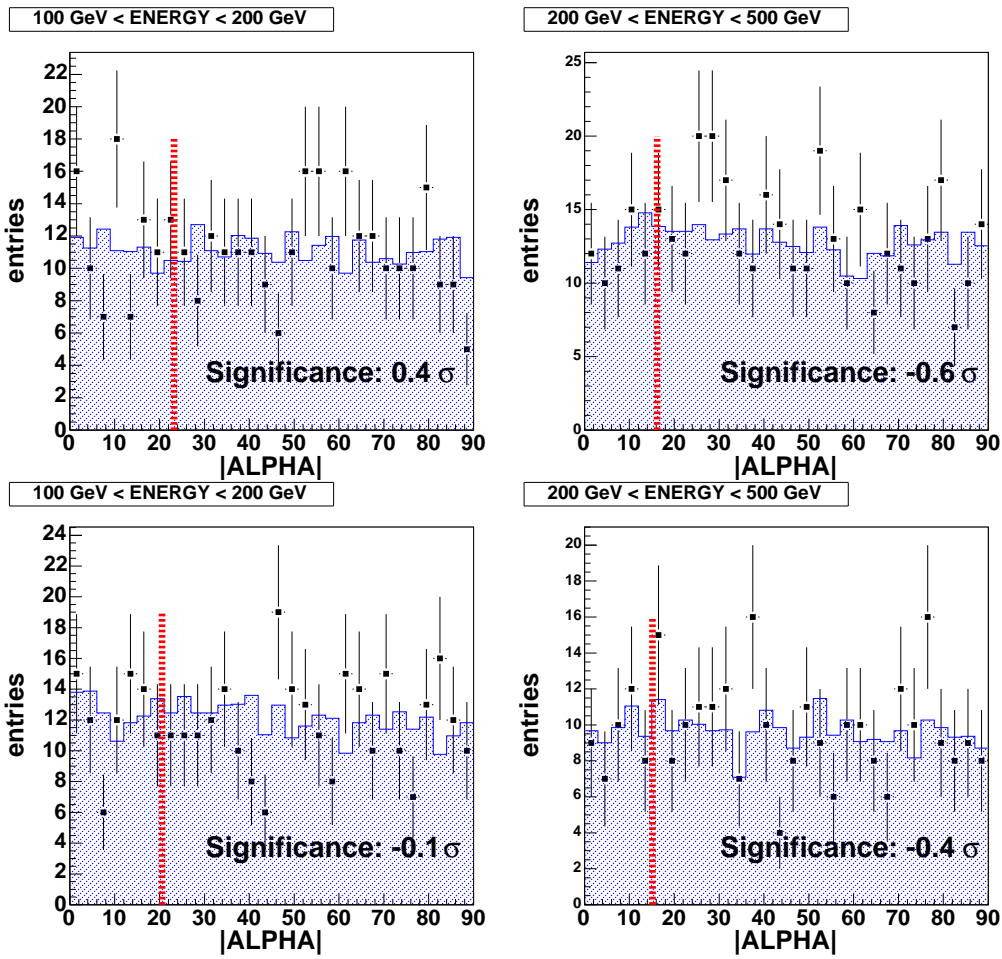 100 GeV < ENERGY < 200 GeV
entries
22
20
18
16
14
12
10
8
6
4
2
0
Significance: 0.4 σ
0 10 20 30 40 50 60 70 80 90
|ALPHA|
200 GeV < ENERGY < 500 GeV
entries
25
20
15
10
5
0
Significance: -0.6 σ
0 10 20 30 40 50 60 70 80 90
|ALPHA|
100 GeV < ENERGY < 200 GeV
entries
24
22
20
18
16
14
12
10
8
6
4
2
0
Significance: -0.1 σ
0 10 20 30 40 50 60 70 80 90
|ALPHA|
200 GeV < ENERGY < 500 GeV
entries
20
18
16
14
12
10
8
6
4
2
0
Significance: -0.4 σ
0 10 20 30 40 50 60 70 80 90
|ALPHA|